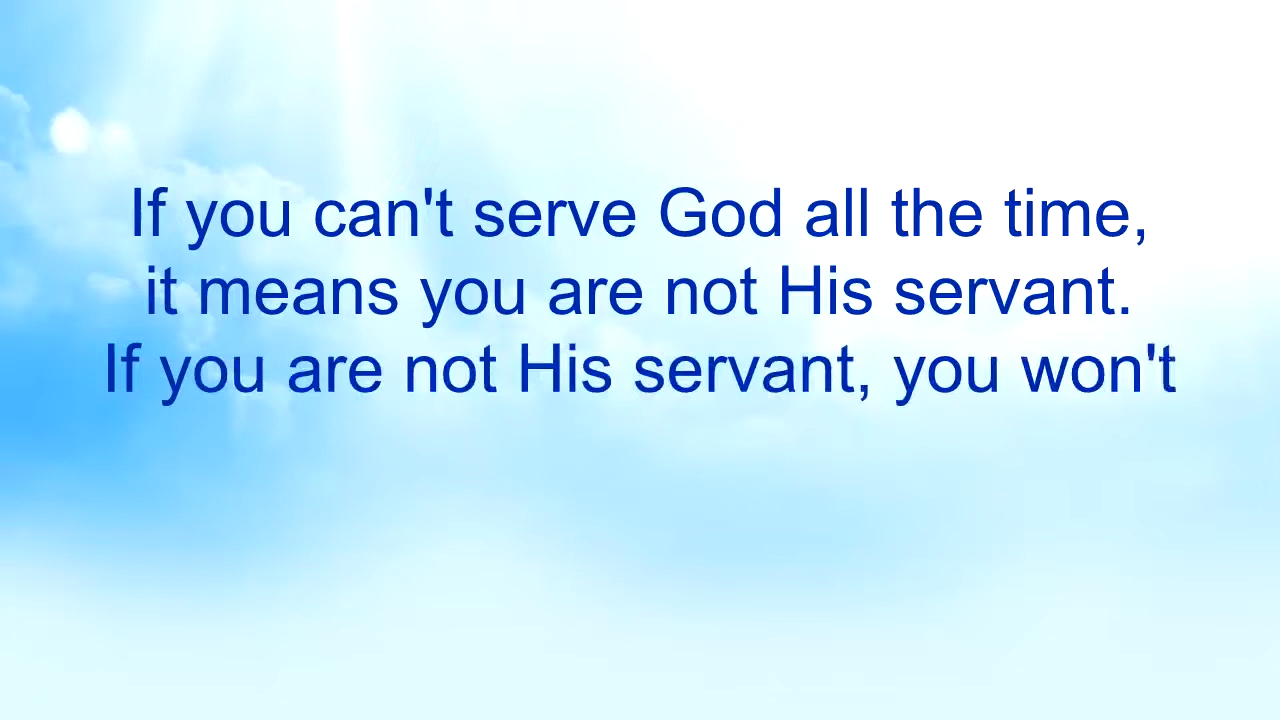 If you can't serve God all the time,
it means you are not His servant.
If you are not His servant, you won't